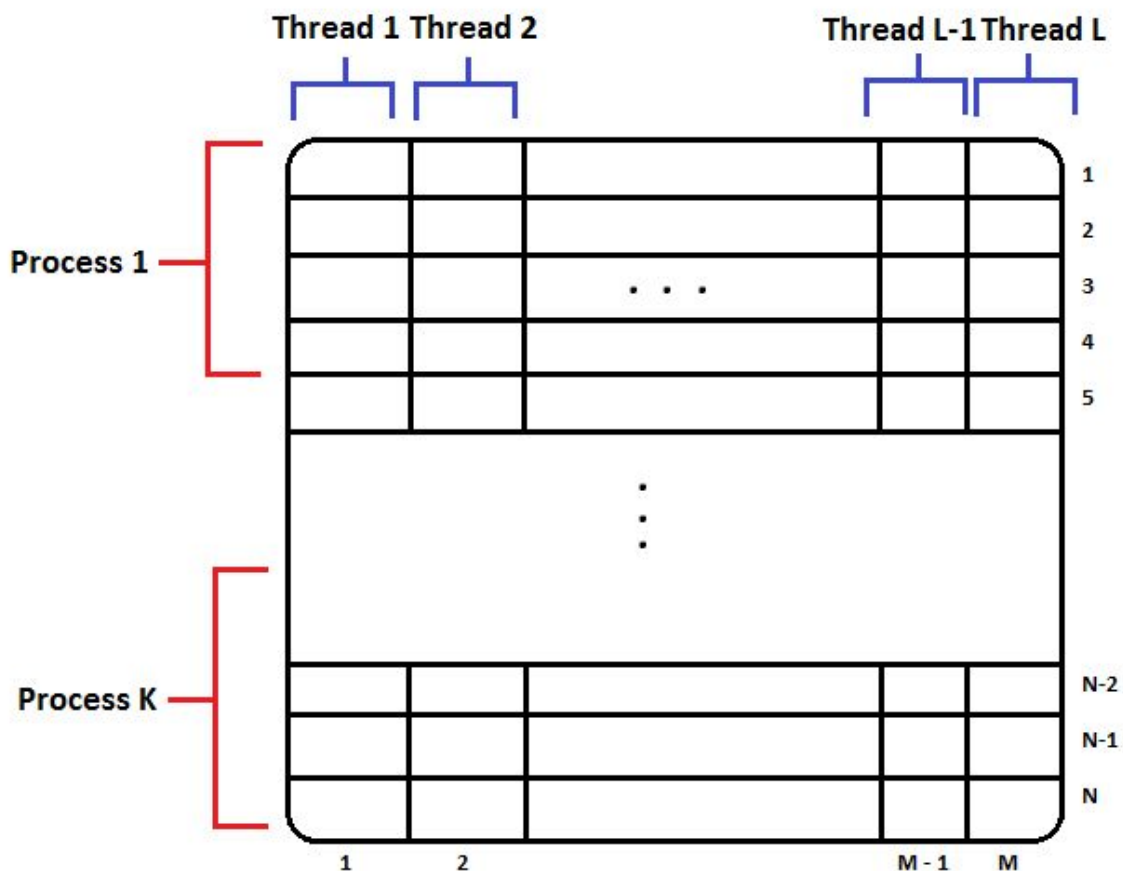 Thread 1 Thread 2 Thread L-1 Thread L
1
2
Process 1
. . . 3
4
5
.
.
.
Process K
N-2
N-1
N
1 2 M - 1 M